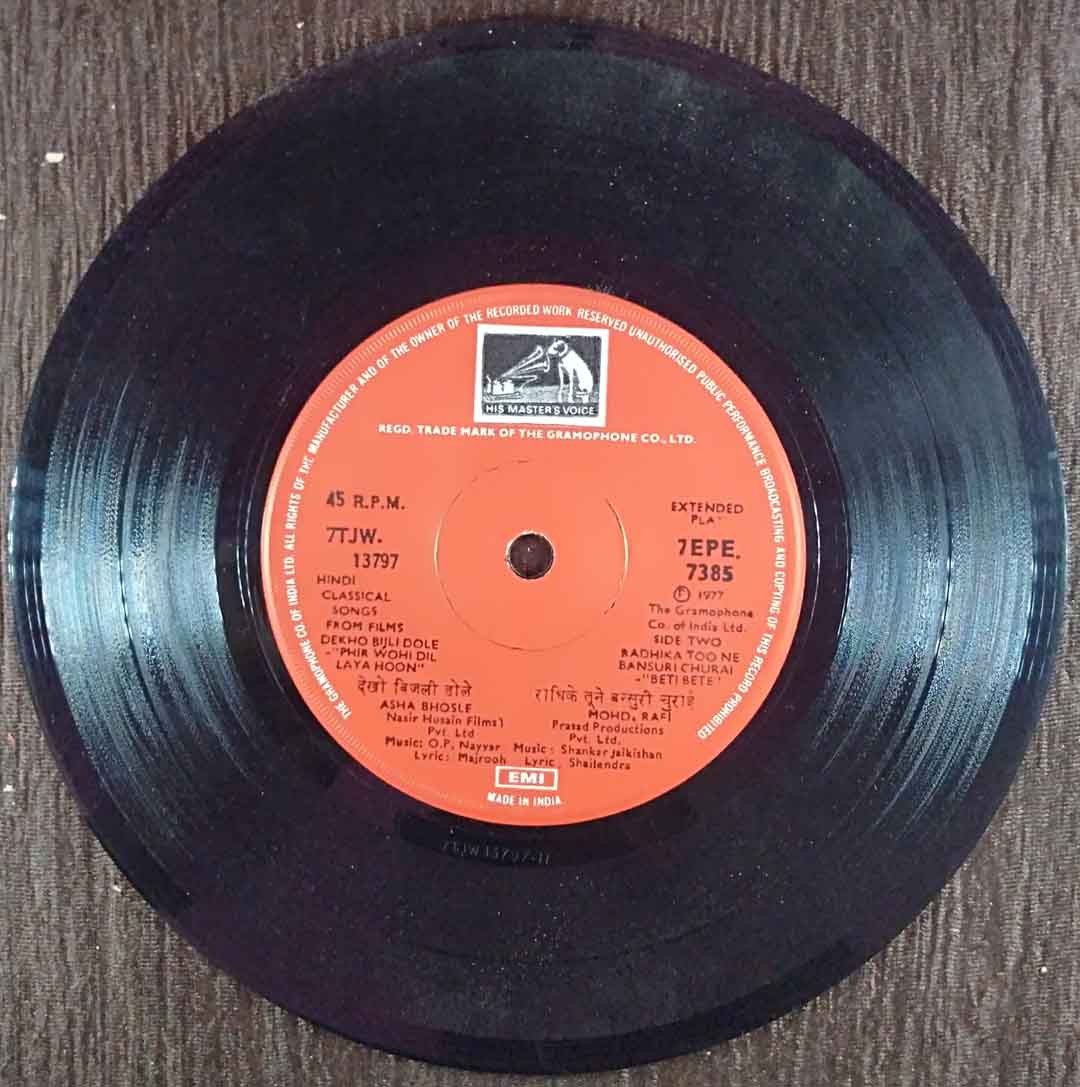 THE GRAMOPHONE CO. OF INDIA LTD. ALL RIGHTS OF THE MANUFACTURER AND OF THE OWNER OF THE RECORDED WORK RESERVED UNAUTHORISED PUBLIC PERFORMANCE BROADCASTING AND COPYING OF THIS RECORD PROHIBITED
HIS MASTER'S VOICE
REGD. TRADE MARK OF THE GRAMOPHONE CO., LTD.
45 R.P.M.
7TJW.
13797
HINDI
CLASSICAL
SONGS
FROM FILMS
DEKHO BIJLI DOLE
-"PHIR WOHI DIL
LAYA HOON"
देखो बिजली डोले
ASHA BHOSLE
Nasir Husain Films)
Pvt. Ltd
Music: O.P. Nayyar
Lyric: Majrooh
EXTENDED
PLA
7EPE.
7385
Ⓟ 1977
The Gramophone
Co. of India Ltd.
SIDE TWO
RADHIKA TOO NE
BANSURI CHURAI
-"BETI BETE"
राधिके तूने बन्सुरी चुराई
MOHD. RAFI
Prasad Productions
Pvt. Ltd.
Music: Shankar Jaikishan
Lyric Shailendra
EMI
MADE IN INDIA